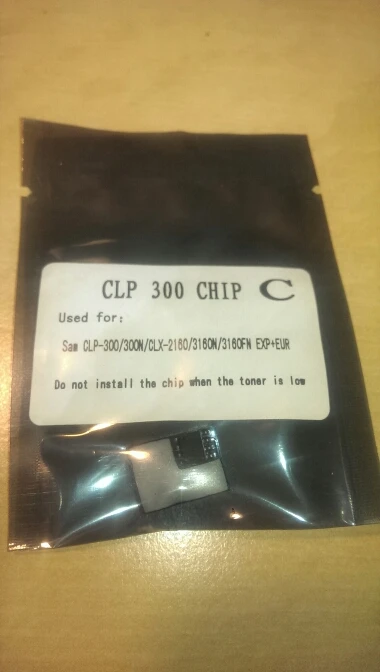 CLP 300 CHIP C
Used for:
Sam CLP-300/300N/CLX-2160/3160N/3160FN EXP+EUR
Do not install the chip when the toner is low